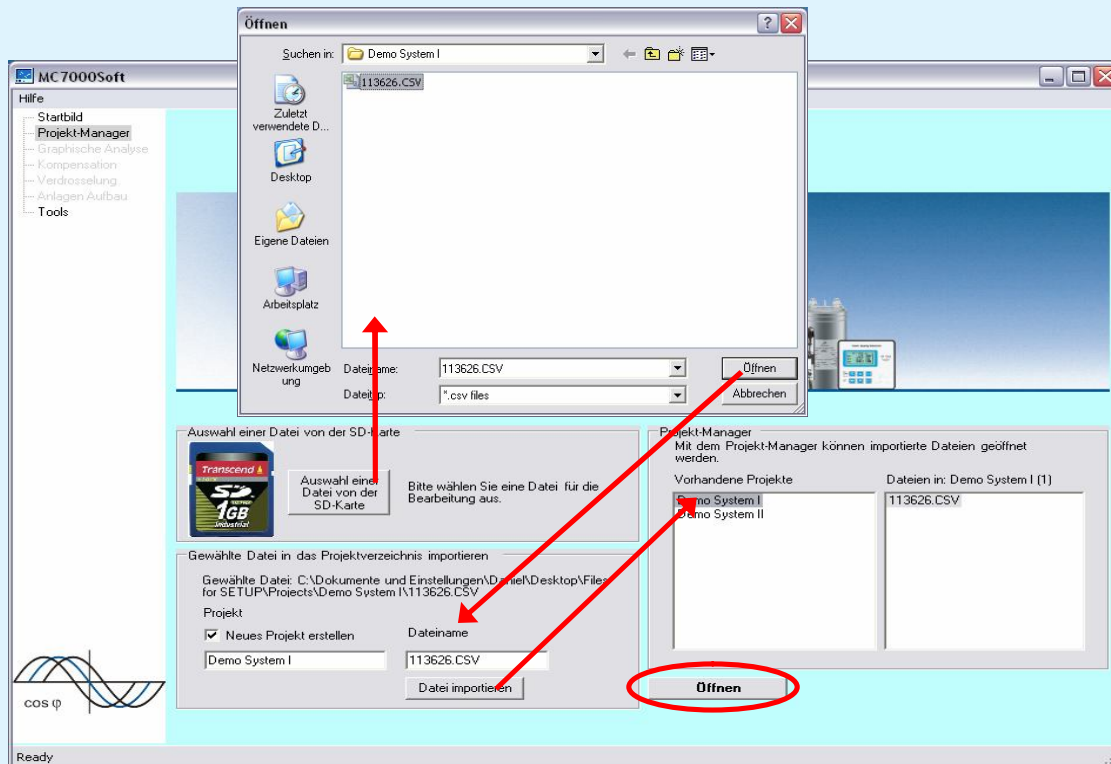 Öffnen
Suchen in:
Demo System I
113626.CSV
Zuletzt
verwendete D...
Desktop
Eigene Dateien
Arbeitsplatz
Netzwerkumgeb
ung
Dateiname:
113626.CSV
Öffnen
Dateityp:
*.csv files
Abbrechen
MC7000Soft
Hilfe
Startbild
Projekt-Manager
Graphische Analyse
Kompensation
Verdrosselung
Anlagen Aufbau
Tools
Auswahl einer Datei von der SD-Karte
Transcend
SD
1GB
Industrial
Auswahl einer
Datei von der
SD-Karte
Bitte wählen Sie eine Datei für die
Bearbeitung aus.
Gewählte Datei in das Projektverzeichnis importieren
Gewählte Datei: C:\Dokumente und Einstellungen\Daniel\Desktop\Files
for SETUP\Projects\Demo System I\113626.CSV
Projekt
Neues Projekt erstellen
Dateiname
Demo System I
113626.CSV
Datei importieren
Projekt-Manager
Mit dem Projekt-Manager können importierte Dateien geöffnet
werden.
Vorhandene Projekte
Dateien in: Demo System I (1)
Demo System I
Demo System II
113626.CSV
Öffnen
cos φ
Ready